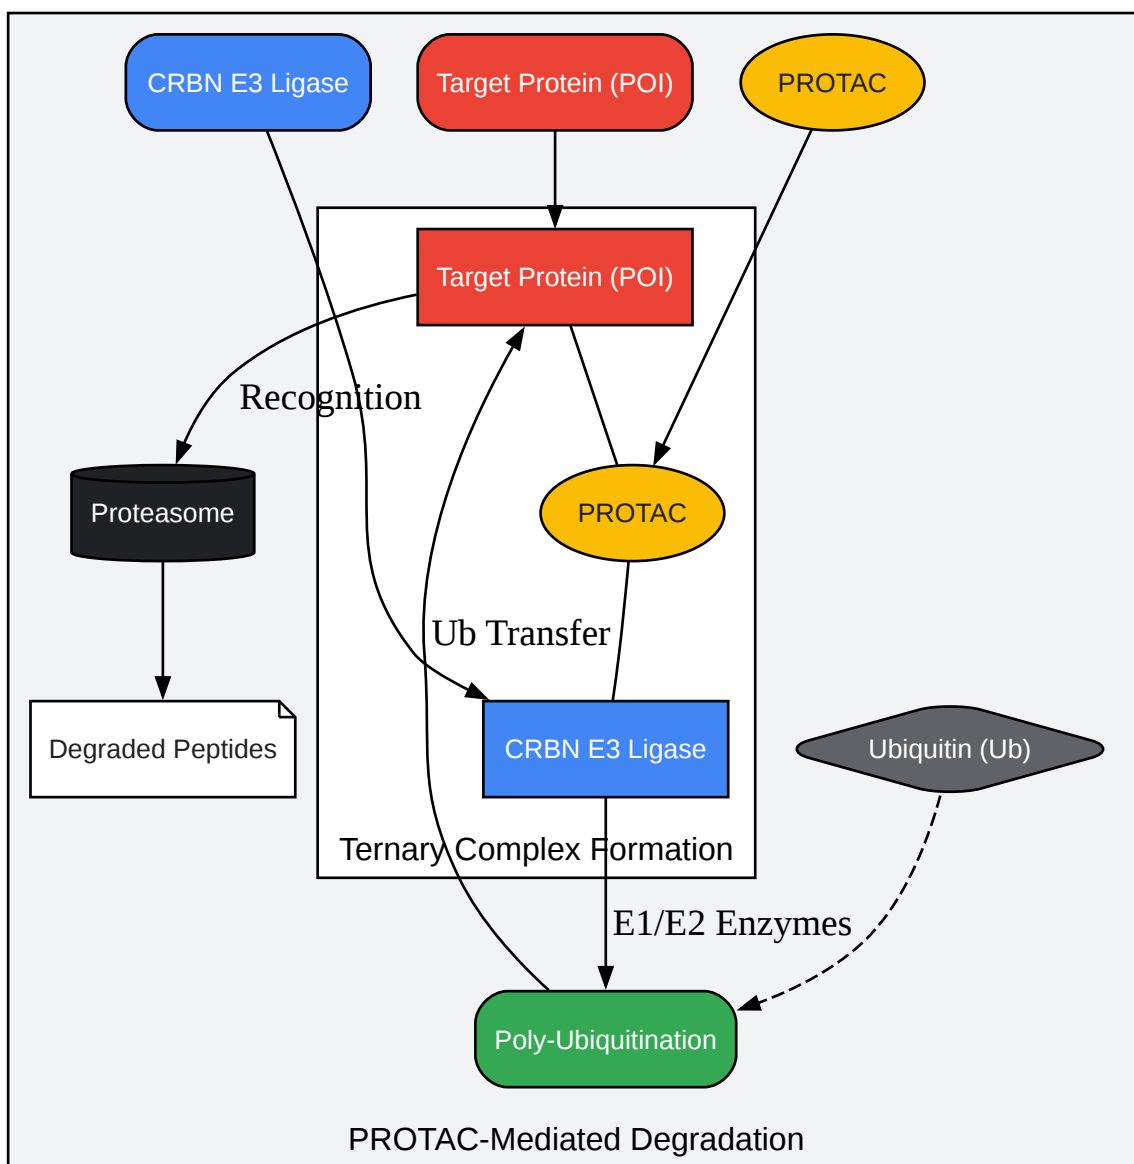 CRBN E3 Ligase
Target Protein (POI)
PROTAC
Target Protein (POI)
Recognition
Proteasome
PROTAC
Ub Transfer
Degraded Peptides
CRBN E3 Ligase
Ubiquitin (Ub)
Ternary Complex Formation
E1/E2 Enzymes
Poly-Ubiquitination
PROTAC-Mediated Degradation